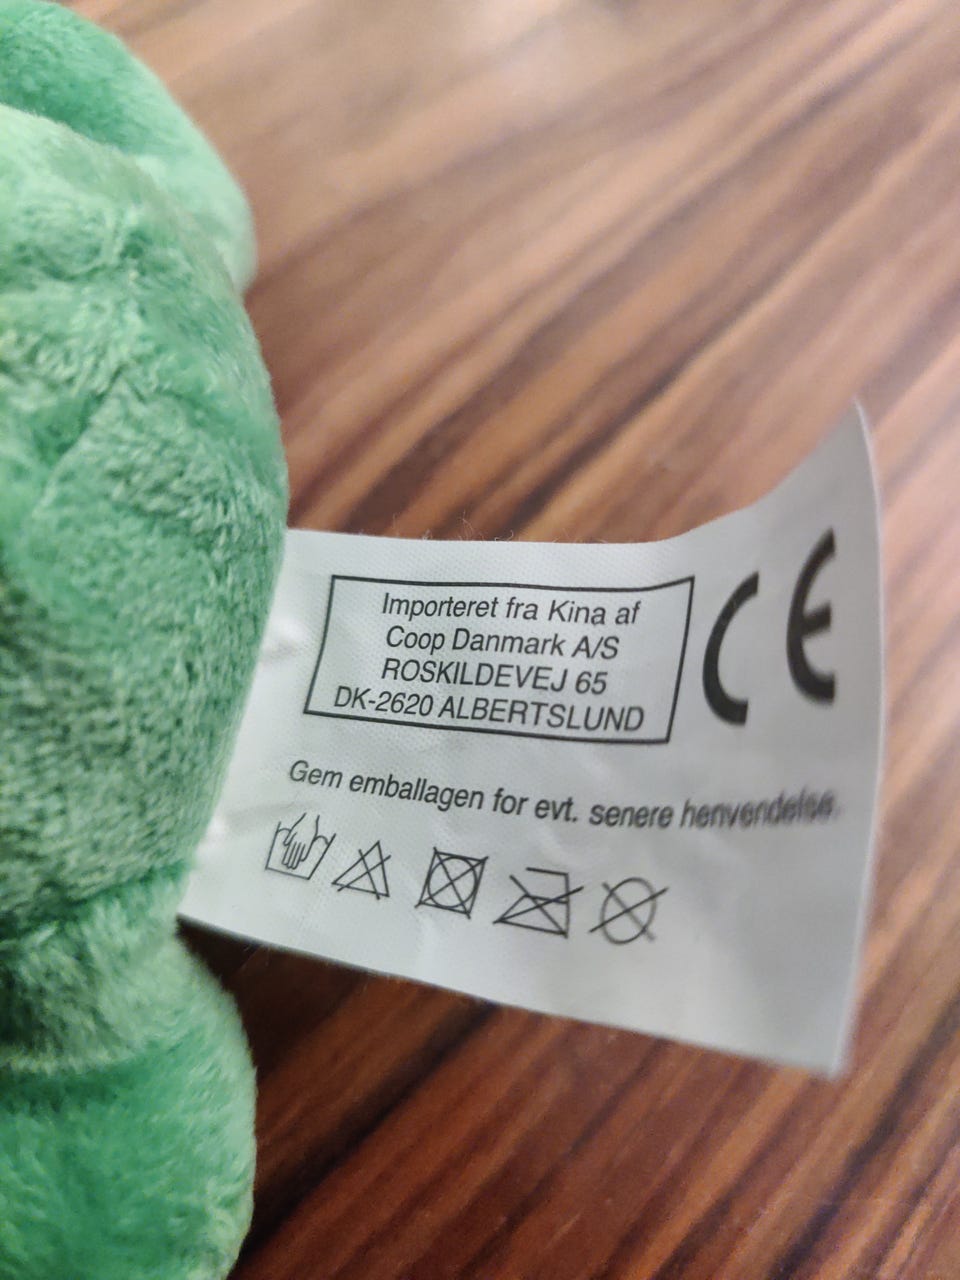 Importeret fra Kina af
Coop Danmark A/S
ROSKILDEVEJ 65
DK-2620 ALBERTSLUND
CE
Gem emballagen for evt. senere henvendelse.